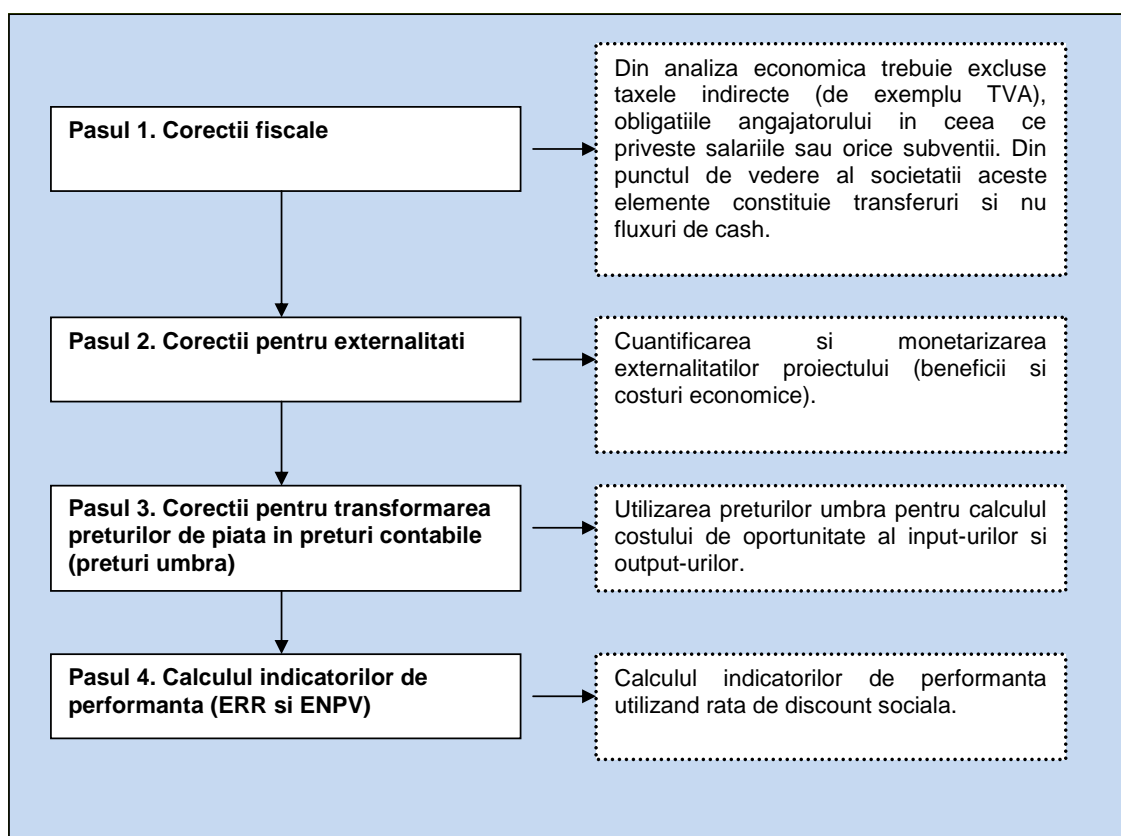 Pasul 1. Corectii fiscale
Din analiza economica trebuie excluse
taxele indirecte (de exemplu TVA),
obligatiile angajatorului in ceea ce
priveste salariile sau orice subventii. Din
punctul de vedere al societatii aceste
elemente constituie transferuri si nu
fluxuri de cash.
Pasul 2. Corectii pentru externalitati
Cuantificarea si monetarizarea
externalitatilor proiectului (beneficii si
costuri economice).
Pasul 3. Corectii pentru transformarea
preturilor de piata in preturi contabile
(preturi umbra)
Utilizarea preturilor umbra pentru calculul
costului de oportunitate al input-urilor si
output-urilor.
Pasul 4. Calculul indicatorilor de
performanta (ERR si ENPV)
Calculul indicatorilor de performanta
utilizand rata de discount sociala.